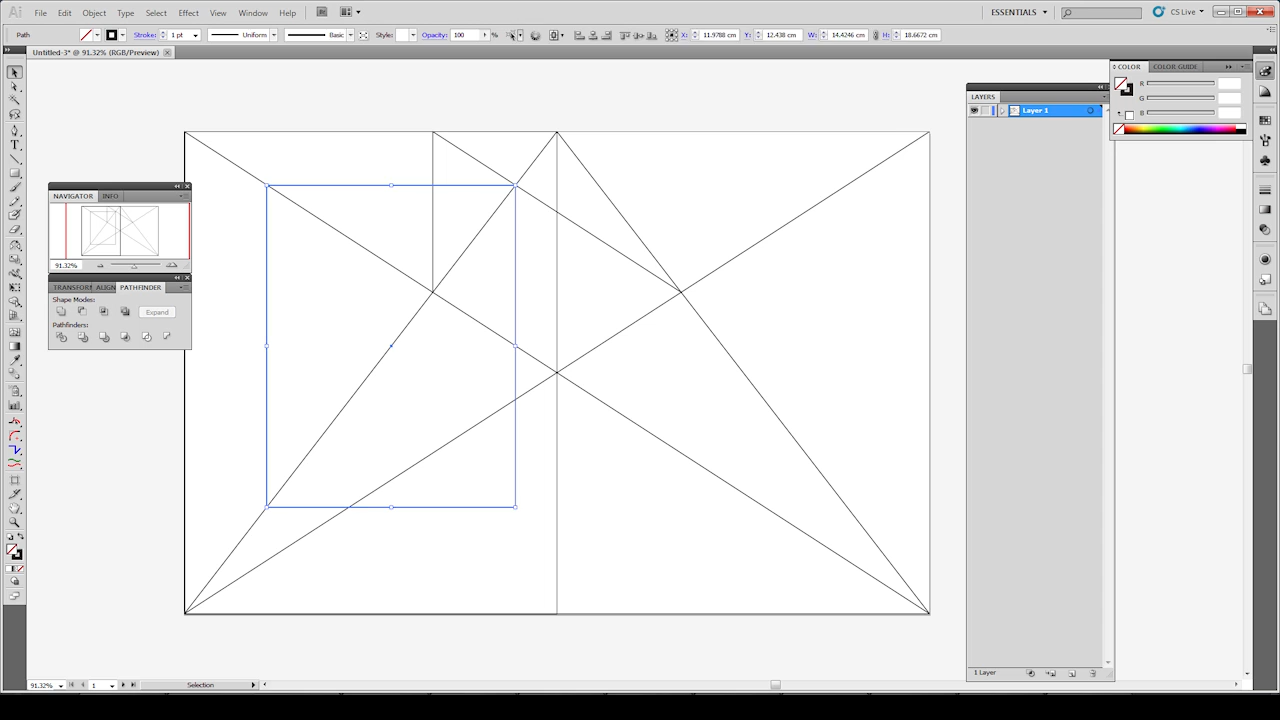 Ai File Edit Object Type Select Effect View Window Help ESSENTIALS CS Live
Path Stroke: 1 pt Uniform Basic Style: Opacity: 100 % X: 11.9788 cm Y: 12.438 cm W: 14.4246 cm H: 18.6672 cm
Untitled-3* @ 91.32% (RGB/Preview)
COLOR COLOR GUIDE
R
G
B
LAYERS
Layer 1
NAVIGATOR INFO
91.32%
TRANSFORM ALIGN PATHFINDER
Shape Modes:
Expand
Pathfinders:
1 Layer
91.32% 1 Selection